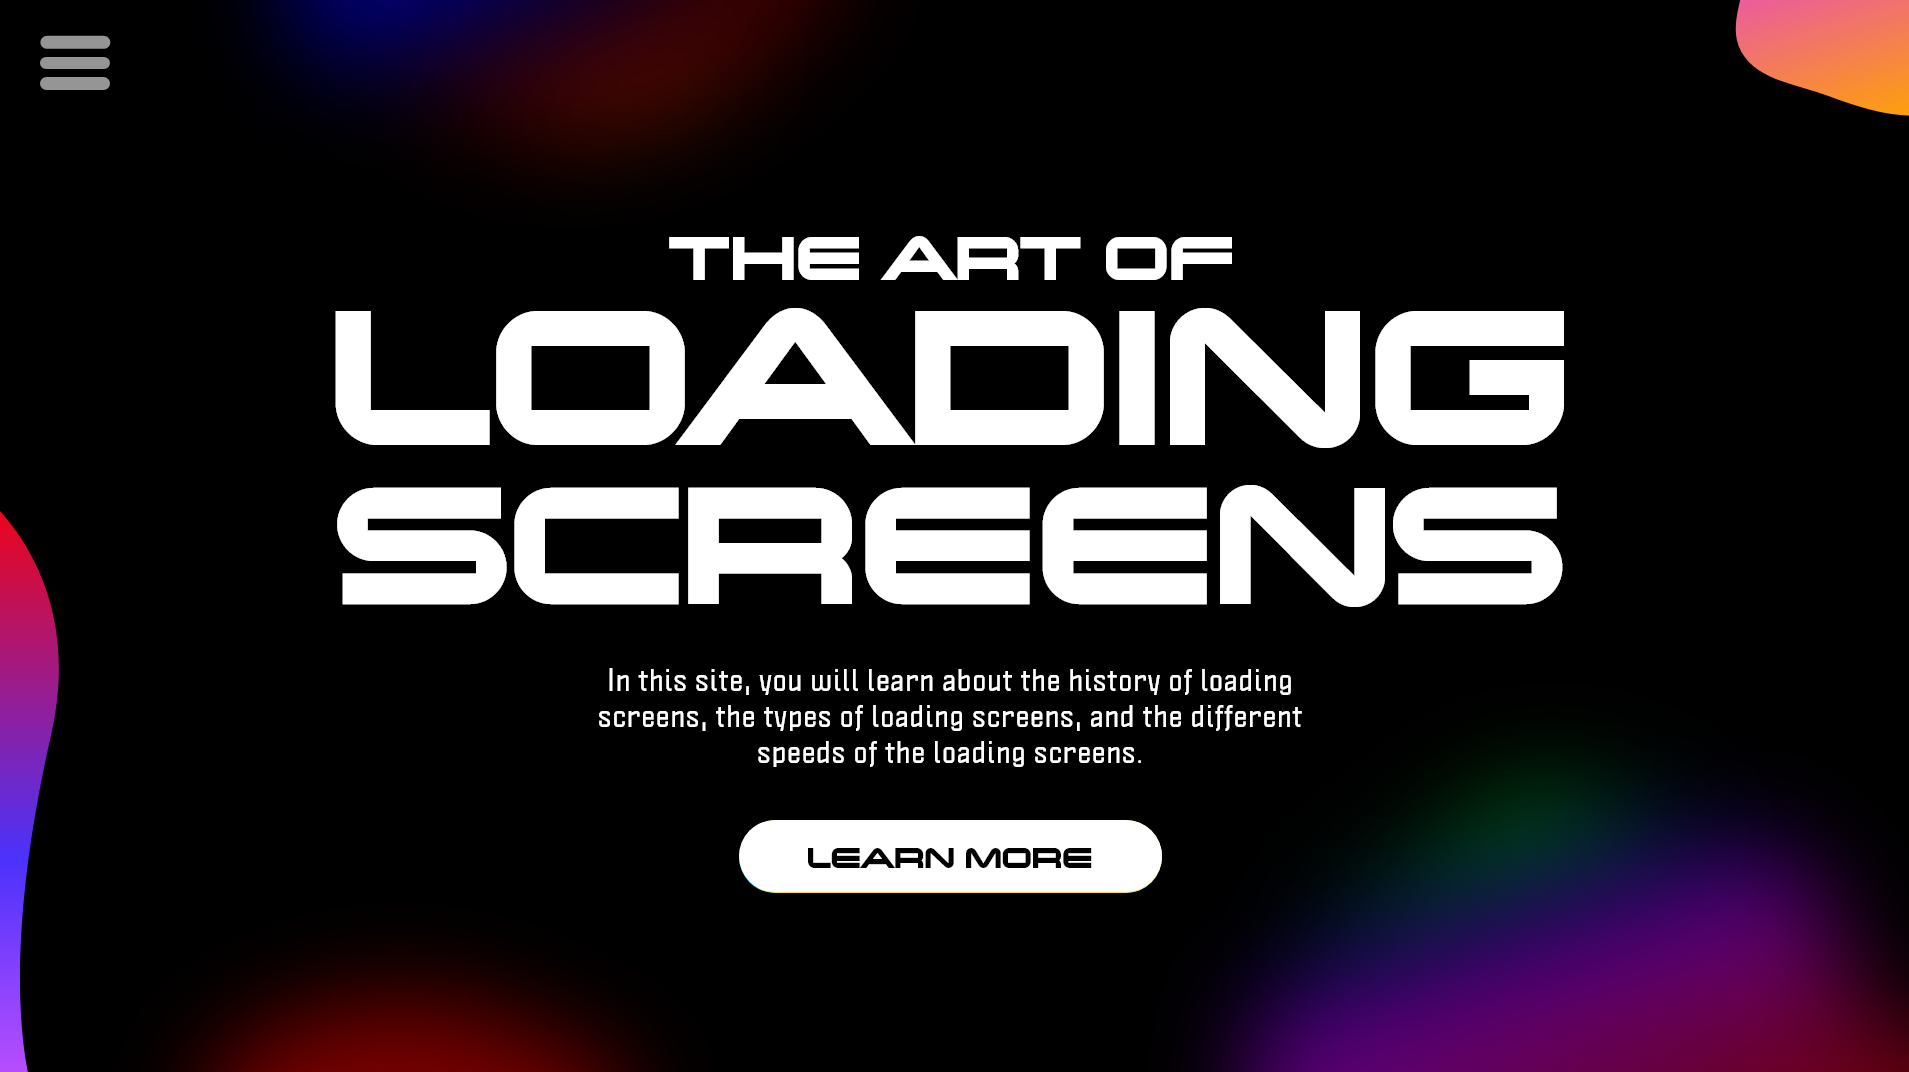 THE ART OF
LOADING
SCREENS
In this site, you will learn about the history of loading
screens, the types of loading screens, and the different
speeds of the loading screens.
LEARN MORE